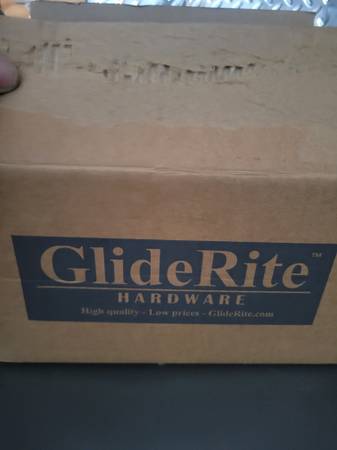 GlideRite™
HARDWARE
High quality - Low prices - GlideRite.com